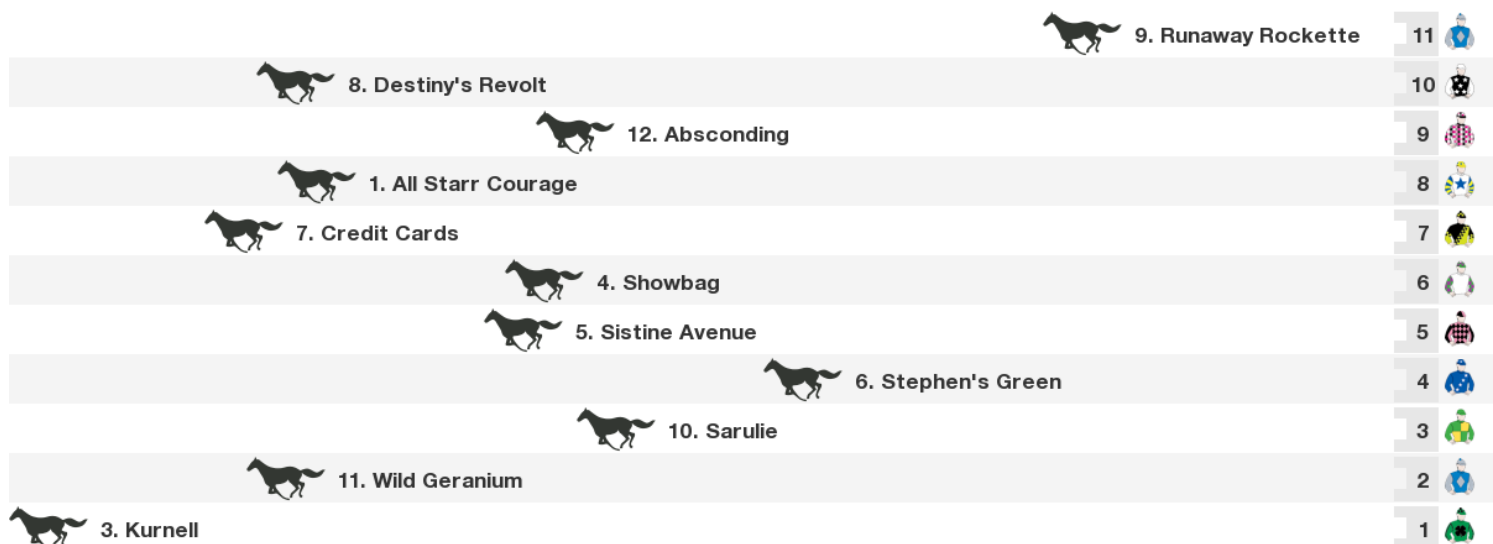 9. Runaway Rockette 11
8. Destiny's Revolt 10
12. Absconding 9
1. All Starr Courage 8
7. Credit Cards 7
4. Showbag 6
5. Sistine Avenue 5
6. Stephen's Green 4
10. Sarulie 3
11. Wild Geranium 2
3. Kurnell 1